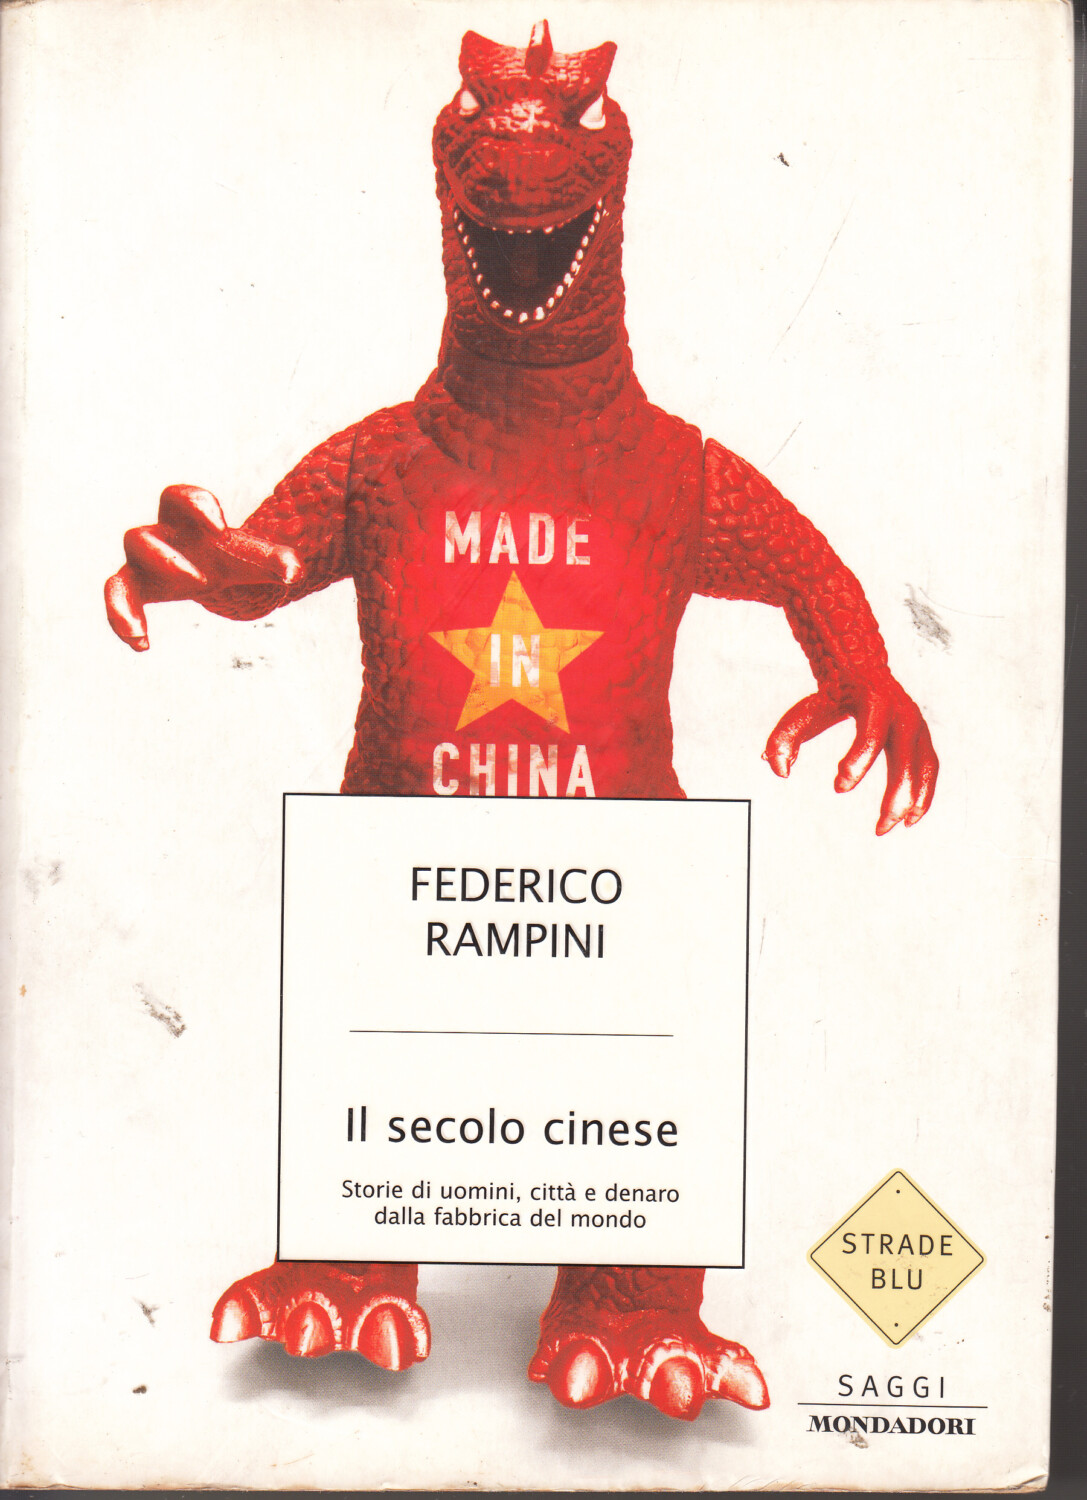 MADE
IN
CHINA
FEDERICO
RAMPINI
Il secolo cinese
Storie di uomini, città e denaro
dalla fabbrica del mondo
STRADE
BLU
SAGGI
MONDADORI